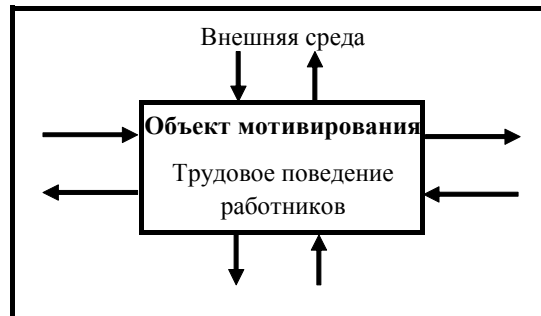 Внешняя среда
Объект мотивирования
Трудовое поведение
работников